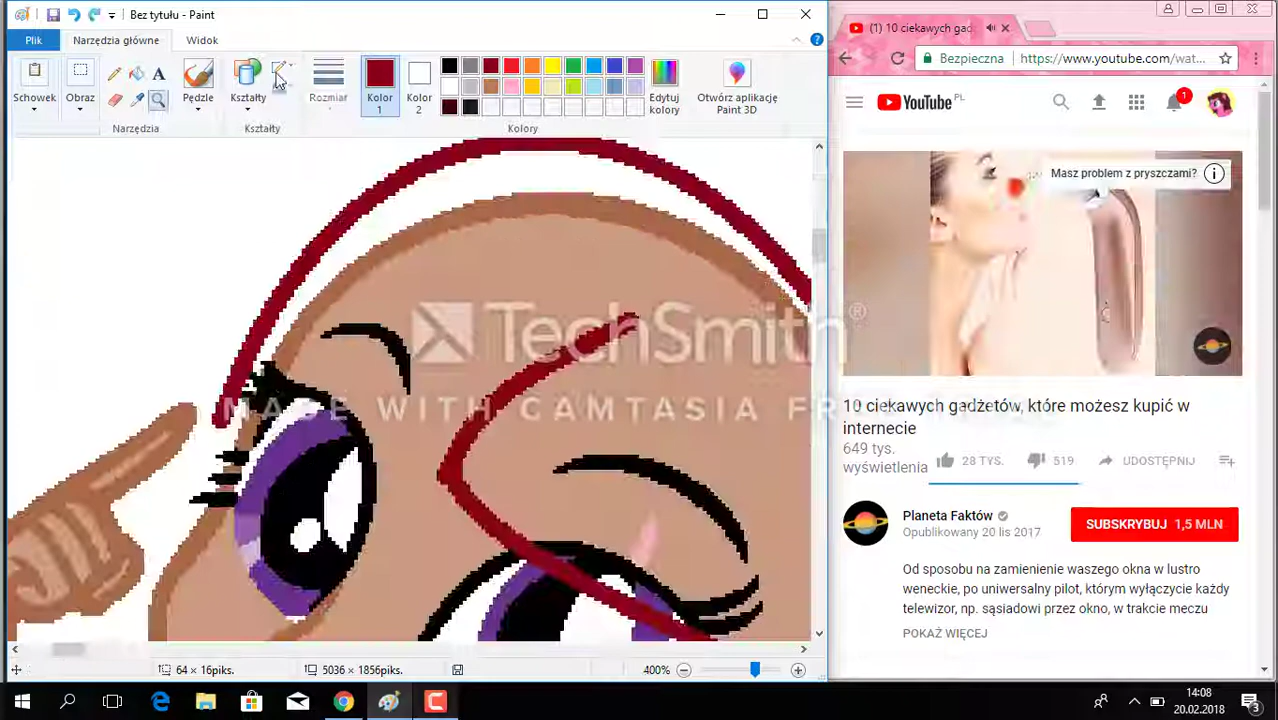 Bez tytułu - Paint
Plik
Narzędzia główne
Widok
Schowek
Obraz
Pędzle
Kształty
Rozmiar
Kolor 1
Kolor 2
Edytuj kolory
Otwórz aplikację Paint 3D
Narzędzia
Kształty
Kolory
TechSmith®
MADE WITH CAMTASIA FR
64 × 16piks.
5036 × 1856piks.
400%
(1) 10 ciekawych gad
Bezpieczna
https://www.youtube.com/wat...
YouTube PL
1
Masz problem z pryszczami?
10 ciekawych gadżetów, które możesz kupić w
internecie
649 tys.
wyświetlenia
28 TYS.
519
UDOSTĘPNIJ
Planeta Faktów
Opublikowany 20 lis 2017
SUBSKRYBUJ 1,5 MLN
Od sposobu na zamienienie waszego okna w lustro
weneckie, po uniwersalny pilot, którym wyłączycie każdy
telewizor, np. sąsiadowi przez okno, w trakcie meczu
POKAŻ WIĘCEJ
14:08
20.02.2018
3